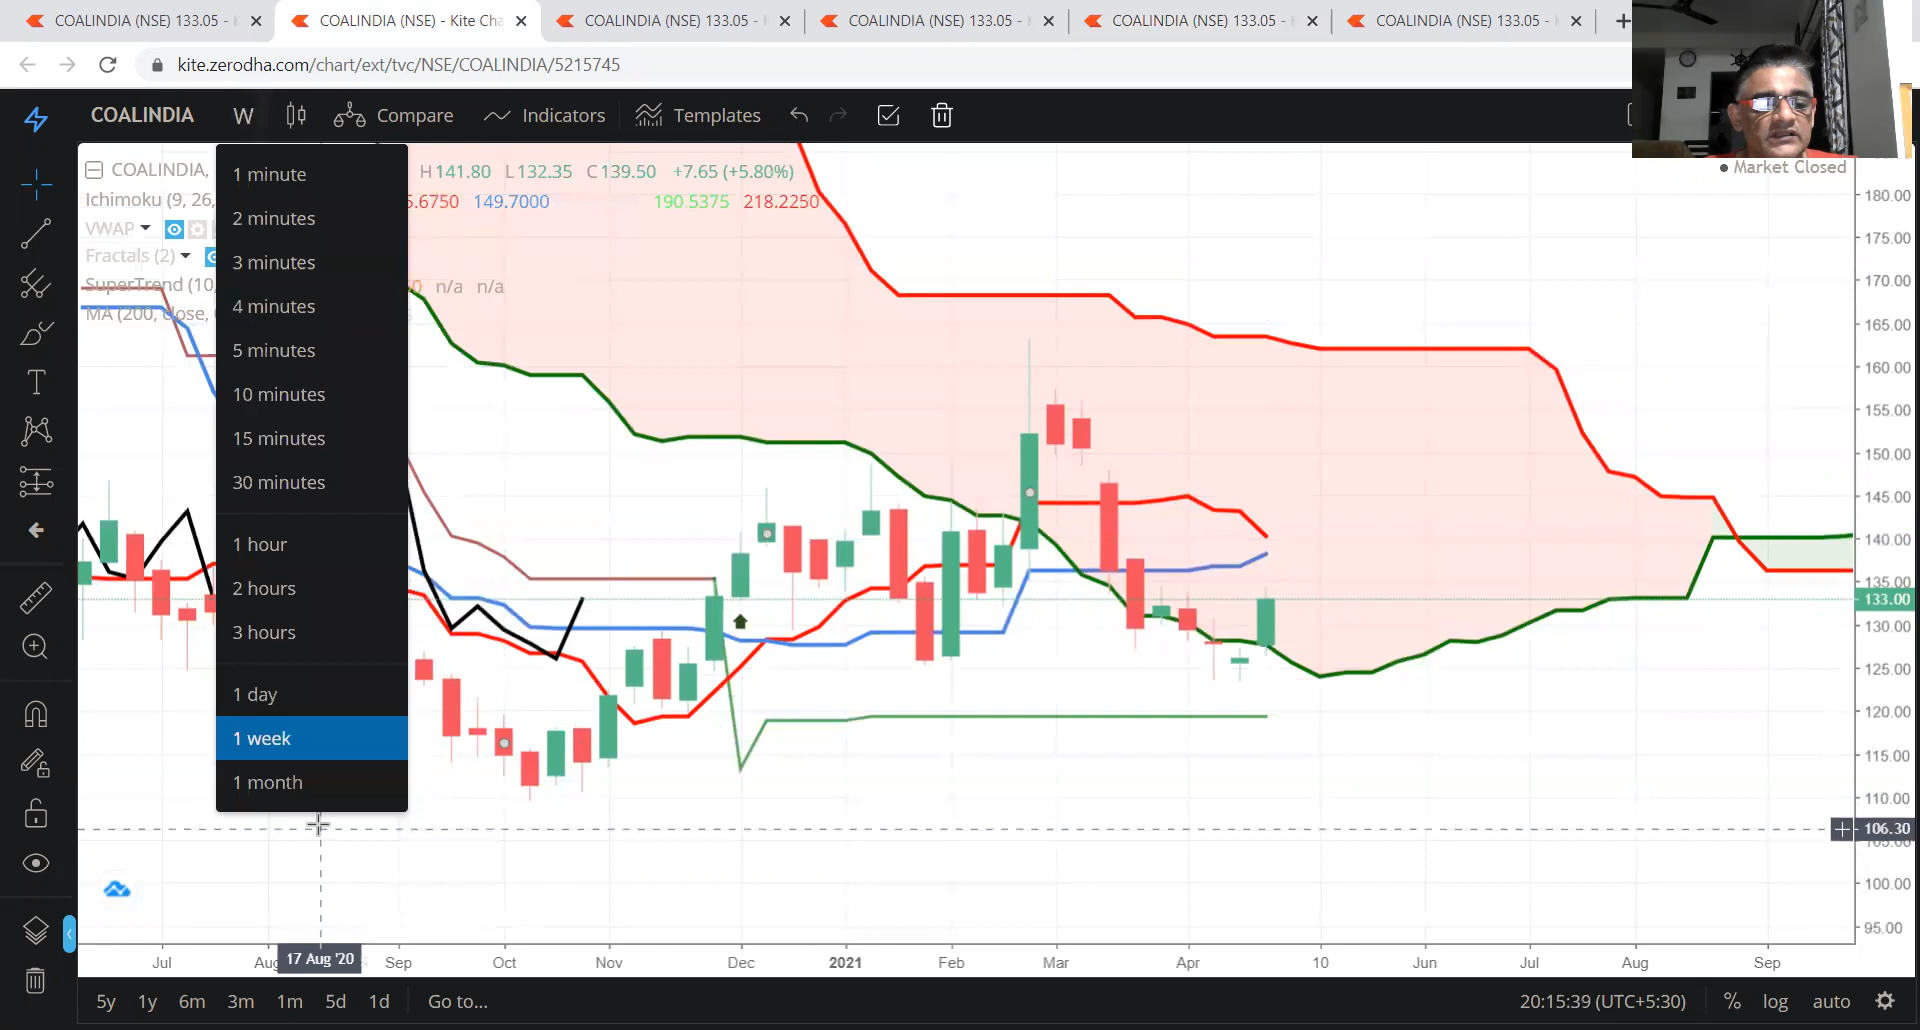 COALINDIA (NSE) 133.05 -
COALINDIA (NSE) - Kite Cha
COALINDIA (NSE) 133.05 -
COALINDIA (NSE) 133.05 -
COALINDIA (NSE) 133.05 -
COALINDIA (NSE) 133.05 -
kite.zerodha.com/chart/ext/tvc/NSE/COALINDIA/5215745
COALINDIA W Compare Indicators Templates
Market Closed
COALINDIA, H141.80 L132.35 C139.50 +7.65 (+5.80%)
Ichimoku (9, 26, 5.6750 149.7000 190.5375 218.2250
VWAP
Fractals (2)
SuperTrend (10, n/a n/a
MA (200, close,
1 minute
2 minutes
3 minutes
4 minutes
5 minutes
10 minutes
15 minutes
30 minutes
1 hour
2 hours
3 hours
1 day
1 week
1 month
180.00
175.00
170.00
165.00
160.00
155.00
150.00
145.00
140.00
135.00
133.00
130.00
125.00
120.00
115.00
110.00
106.30
105.00
100.00
95.00
Jul Aug 17 Aug '20 Sep Oct Nov Dec 2021 Feb Mar Apr 10 Jun Jul Aug Sep
5y 1y 6m 3m 1m 5d 1d Go to... 20:15:39 (UTC+5:30) % log auto